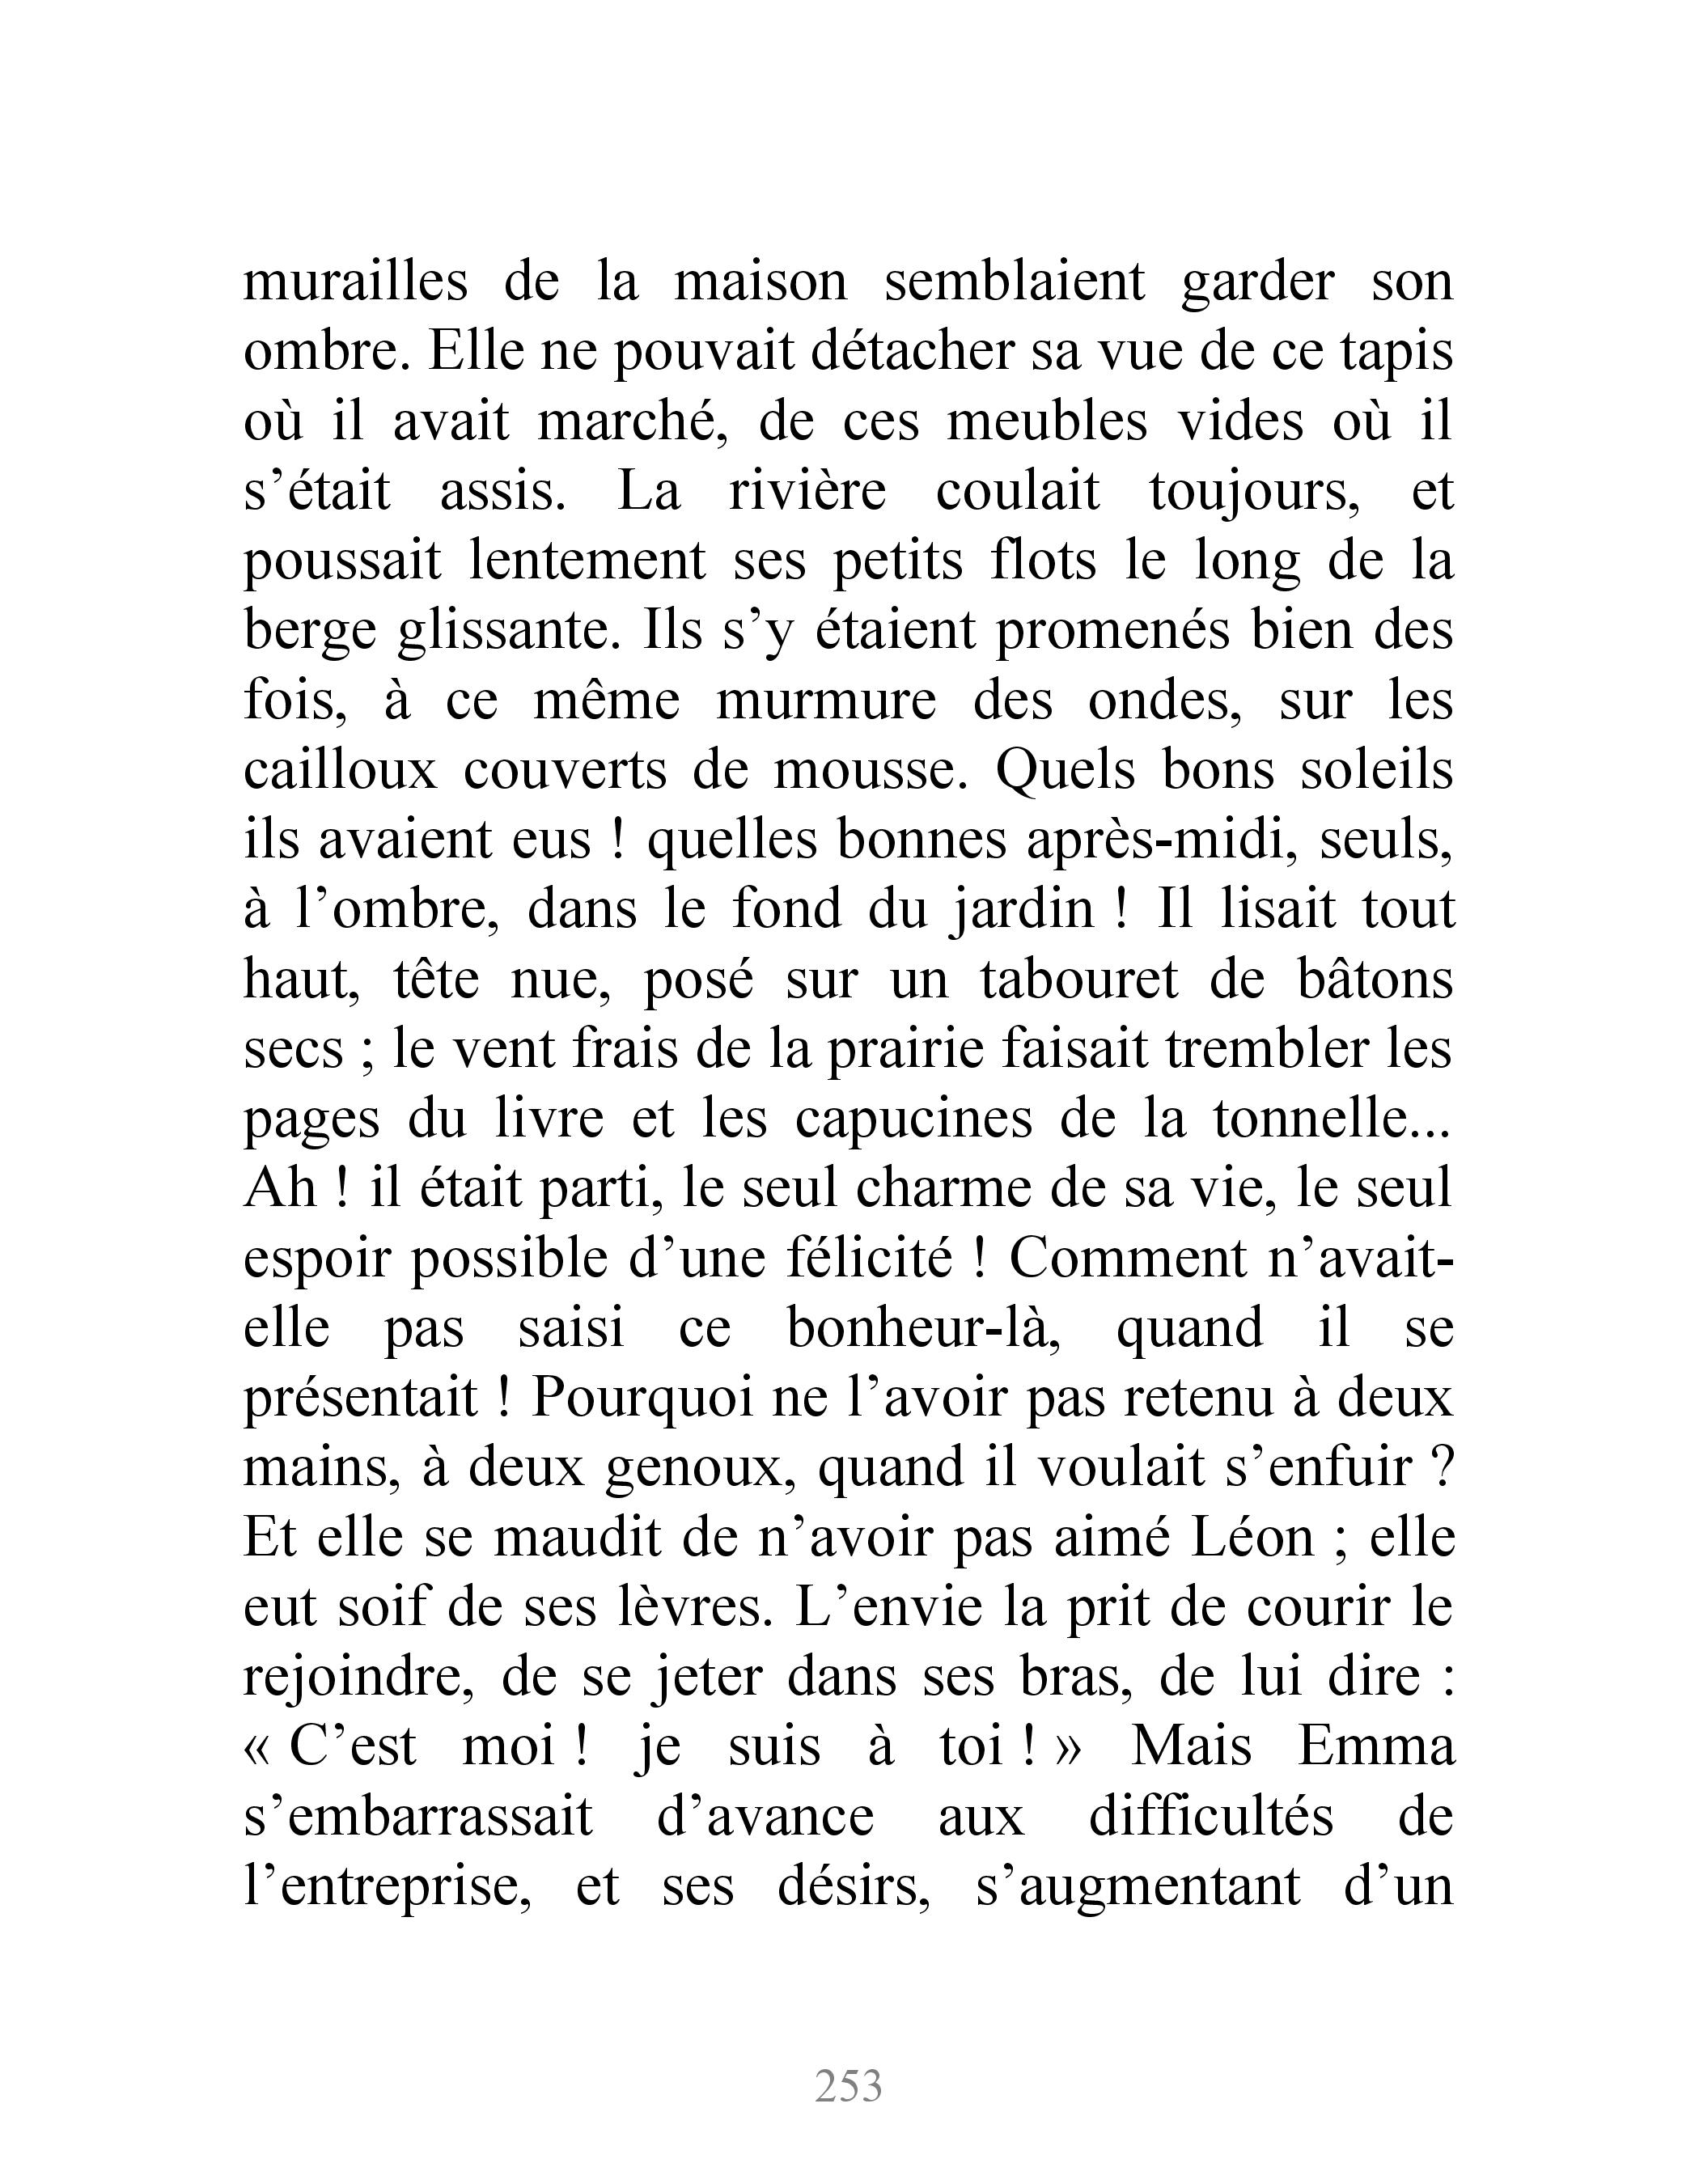 murailles de la maison semblaient garder son
ombre. Elle ne pouvait détacher sa vue de ce tapis
où il avait marché, de ces meubles vides où il
s’était assis. La rivière coulait toujours, et
poussait lentement ses petits flots le long de la
berge glissante. Ils s’y étaient promenés bien des
fois, à ce même murmure des ondes, sur les
cailloux couverts de mousse. Quels bons soleils
ils avaient eus ! quelles bonnes après-midi, seuls,
à l’ombre, dans le fond du jardin ! Il lisait tout
haut, tête nue, posé sur un tabouret de bâtons
secs ; le vent frais de la prairie faisait trembler les
pages du livre et les capucines de la tonnelle...
Ah ! il était parti, le seul charme de sa vie, le seul
espoir possible d’une félicité ! Comment n’avait-
elle pas saisi ce bonheur-là, quand il se
présentait ! Pourquoi ne l’avoir pas retenu à deux
mains, à deux genoux, quand il voulait s’enfuir ?
Et elle se maudit de n’avoir pas aimé Léon ; elle
eut soif de ses lèvres. L’envie la prit de courir le
rejoindre, de se jeter dans ses bras, de lui dire :
« C’est moi ! je suis à toi ! » Mais Emma
s’embarrassait d’avance aux difficultés de
l’entreprise, et ses désirs, s’augmentant d’un
253